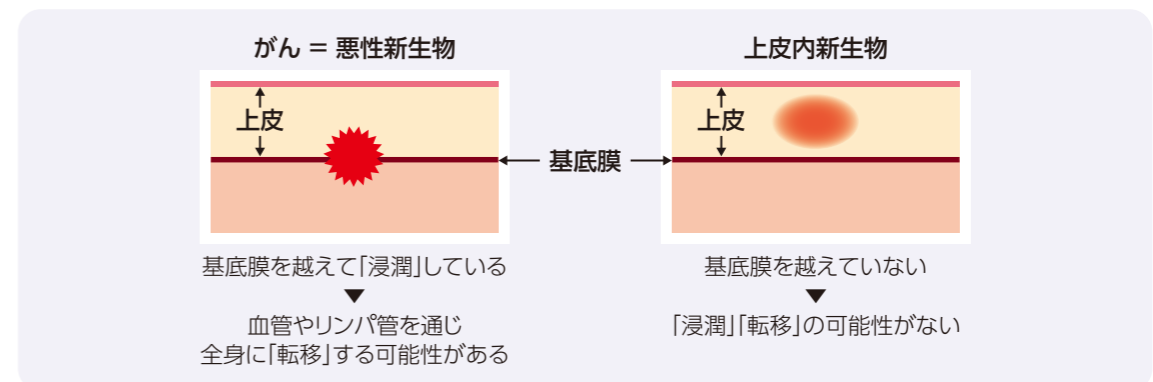 がん = 悪性新生物
上皮
基底膜を越えて「浸潤」している
▼
血管やリンパ管を通じ
全身に「転移」する可能性がある
基底膜
上皮内新生物
上皮
基底膜を越えていない
▼
「浸潤」「転移」の可能性がない